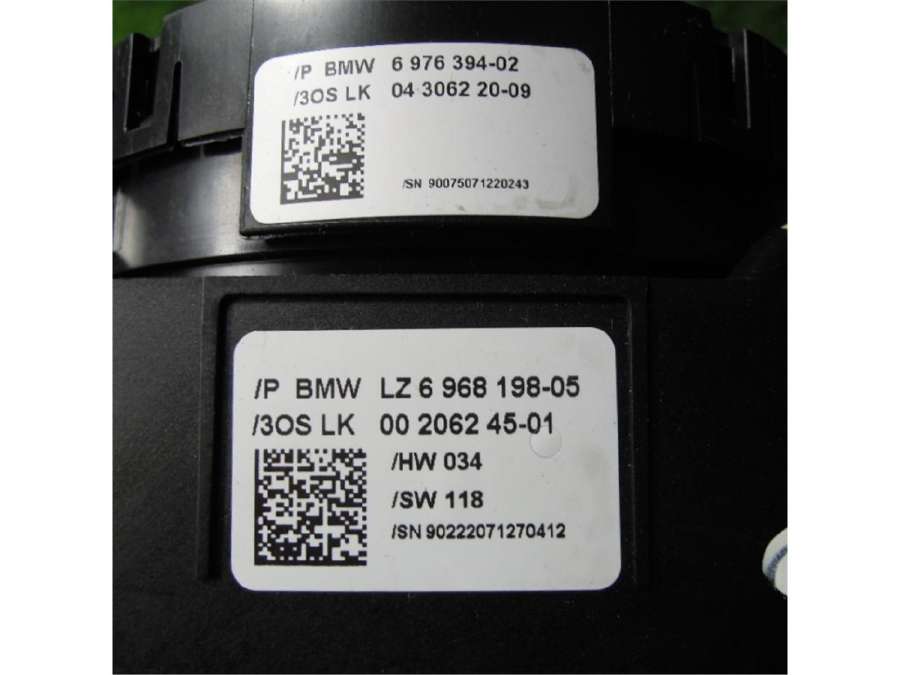 /P BMW 6 976 394-02
/3OS LK 04 3062 20-09
/SN 90075071220243
/P BMW LZ 6 968 198-05
/3OS LK 00 2062 45-01
/HW 034
/SW 118
/SN 90222071270412